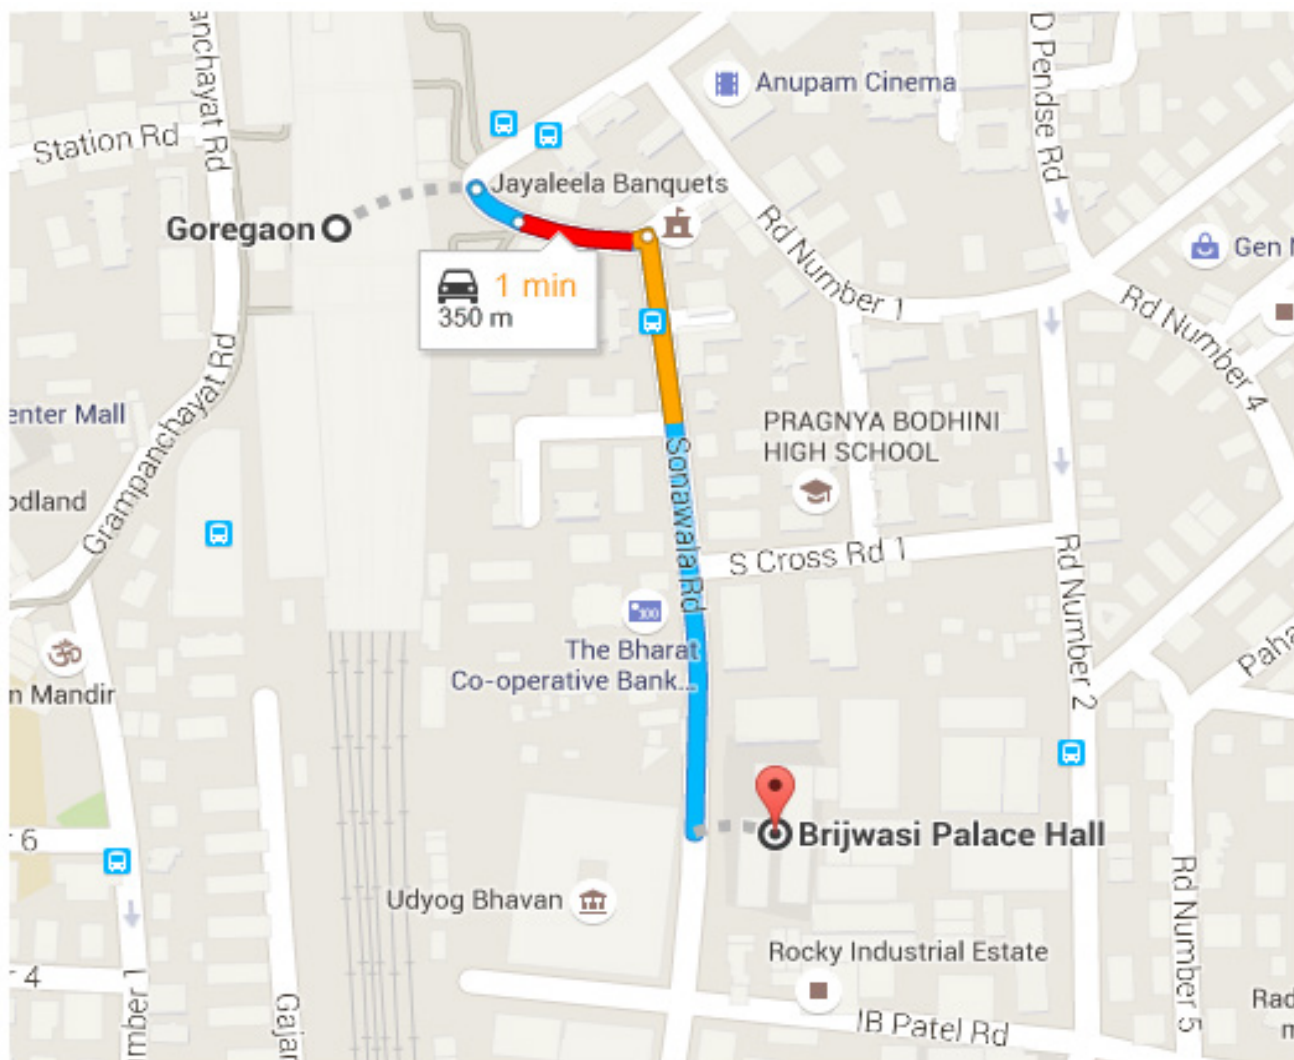 anchayat Rd
Station Rd
Anupam Cinema
D Pendse Rd
Jayaleela Banquets
Goregaon
1 min
350 m
Rd Number 1
Gen
Rd Number 4
Grampanchayat Rd
enter Mall
PRAGNYA BODHINI
HIGH SCHOOL
odland
Sonawala Rd
S Cross Rd 1
Rd Number 2
300
The Bharat
Co-operative Bank...
n Mandir
Paha
Brijwasi Palace Hall
6
Udyog Bhavan
Rd Number 5
Rocky Industrial Estate
4
mber 1
Gajar
IB Patel Rd
Rad
m